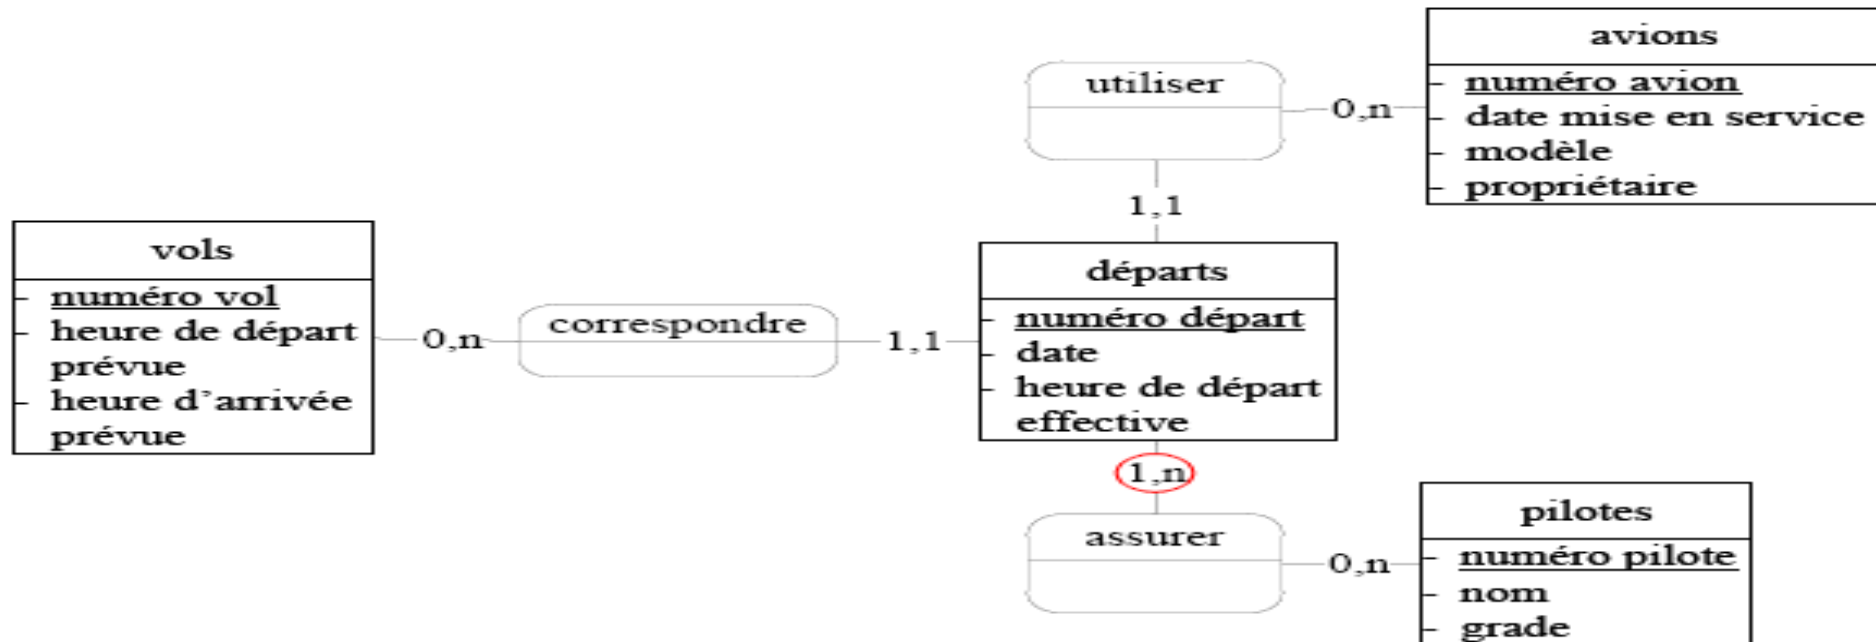 avions
numéro avion
date mise en service
modèle
propriétaire
utiliser
0,n
1,1
vols
numéro vol
heure de départ
prévue
heure d'arrivée
prévue
0,n
correspondre
1,1
départs
numéro départ
date
heure de départ
effective
1,n
assurer
0,n
pilotes
numéro pilote
nom
grade